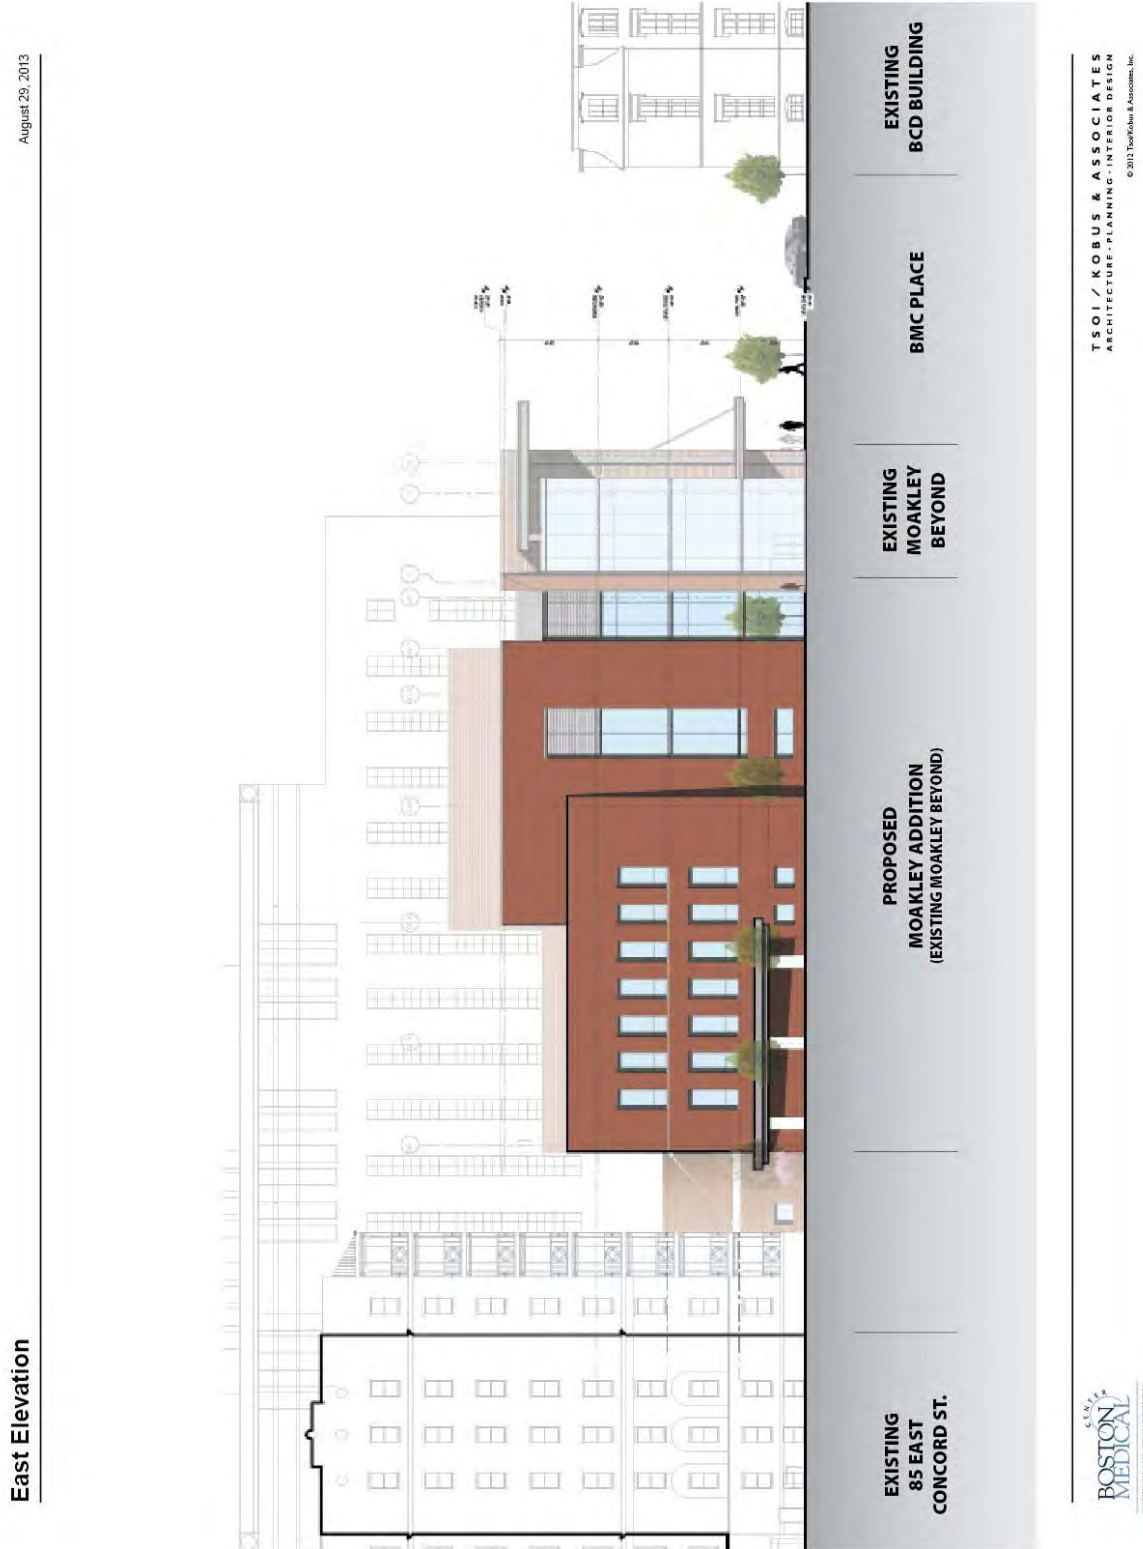 East Elevation
August 29, 2013
EXISTING
85 EAST
CONCORD ST.
PROPOSED
MOAKLEY ADDITION
(EXISTING MOAKLEY BEYOND)
EXISTING
MOAKLEY
BEYOND
BMC PLACE
EXISTING
BCD BUILDING
BOSTON
MEDICAL
CENTER
TSOI / KOBUS & ASSOCIATES
ARCHITECTURE · PLANNING · INTERIOR DESIGN
© 2012 Tsoi/Kobus & Associates, Inc.